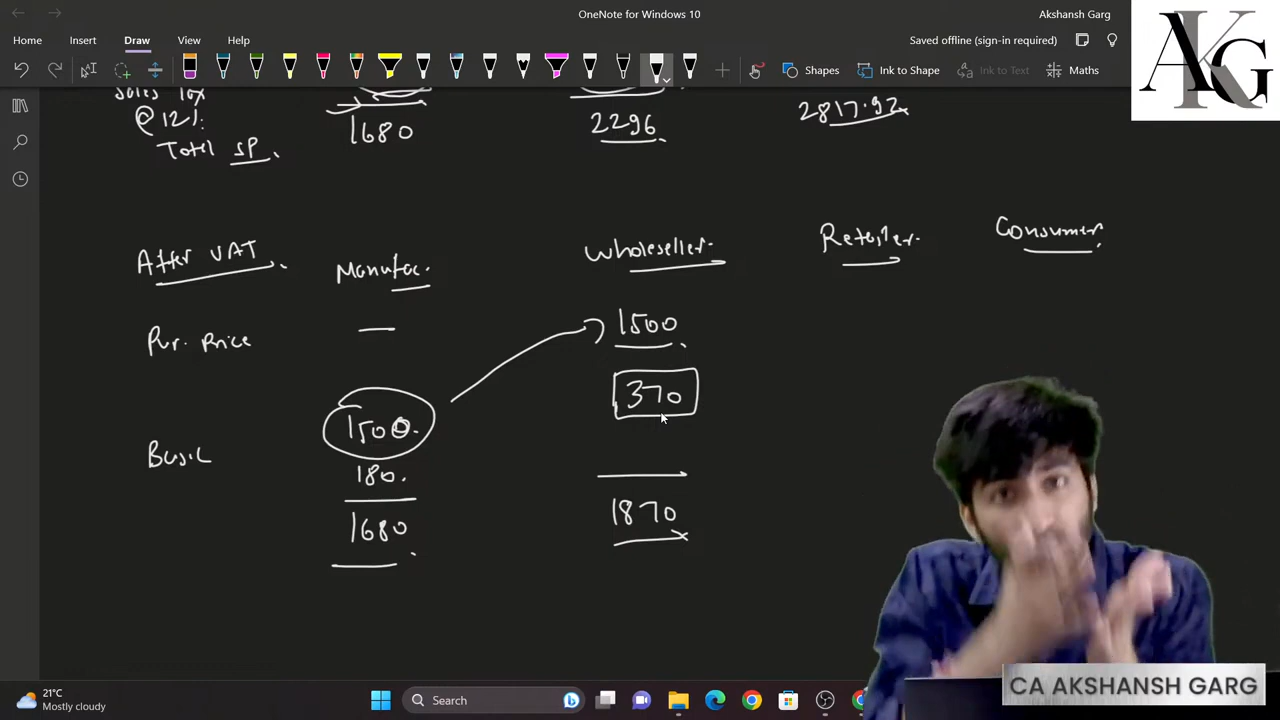 OneNote for Windows 10
Akshansh Garg
Home Insert Draw View Help
Saved offline (sign-in required)
Shapes Ink to Shape Ink to Text Maths
AKG
Sales Tax
@ 12%
Total SP.
1680
2296
2817.92
After VAT
Manufac.
Wholeseller.
Retailer.
Consumer
Pur. Price
—
1500
370
1500.
Basic
180.
1680
1870
CA AKSHANSH GARG
21°C
Mostly cloudy
Search